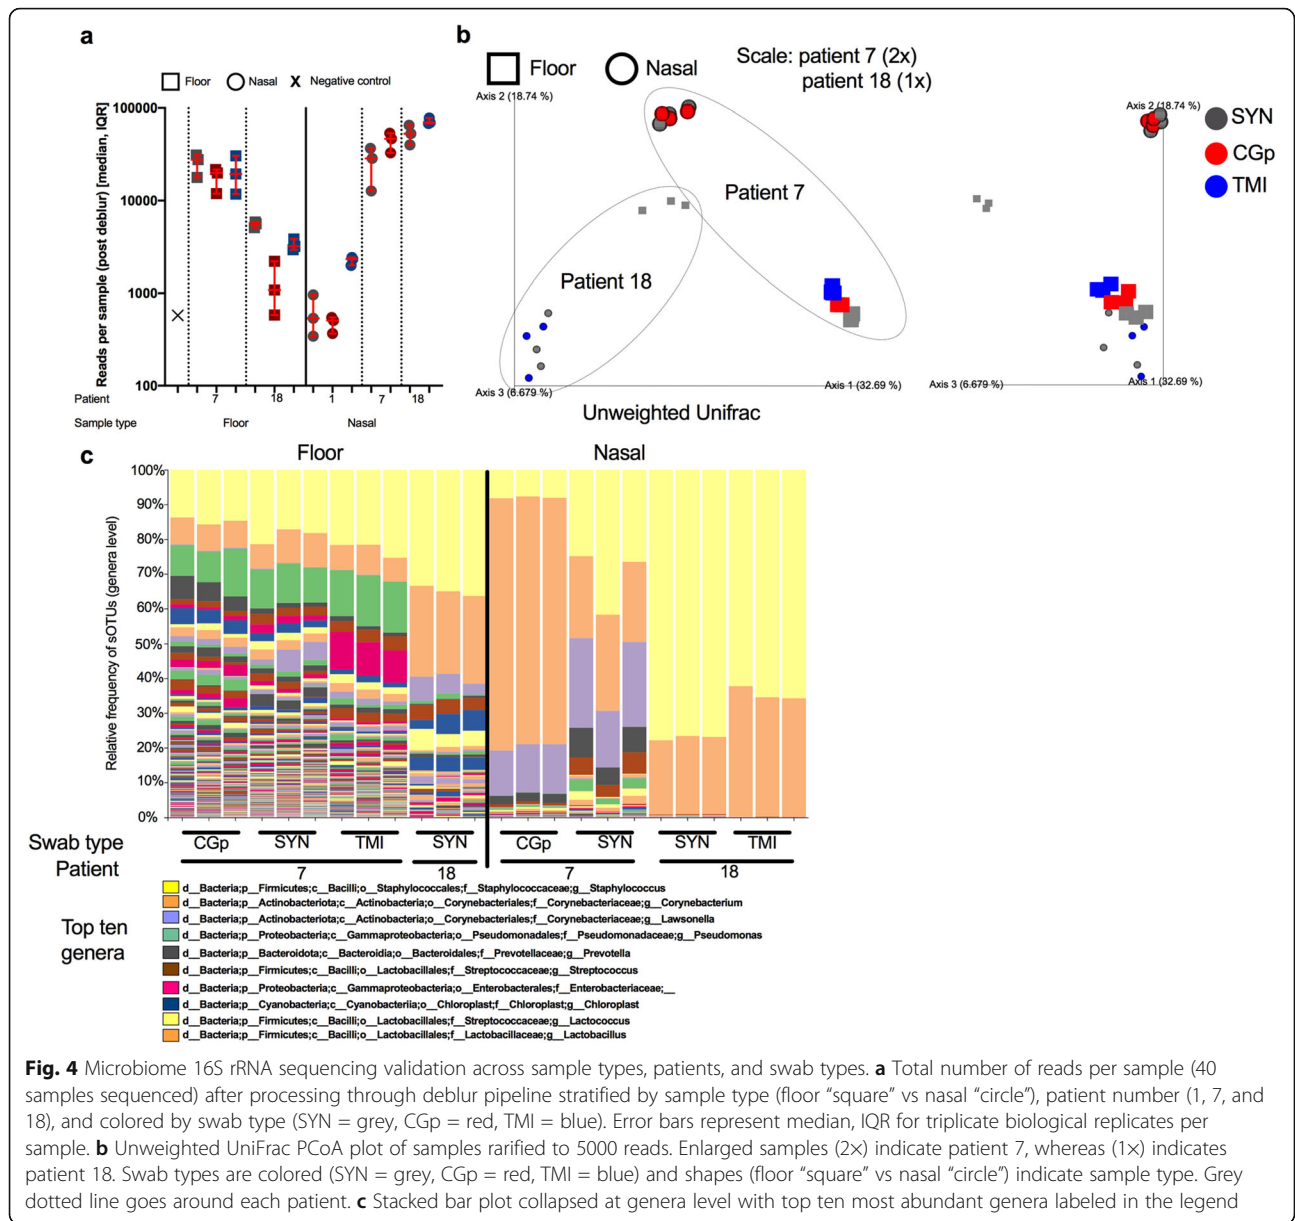 a
Floor Nasal X Negative control
Reads per sample (post deblur) [median, IQR]
100000
10000
1000
100
Patient 7 18 1 7 18
Sample type Floor Nasal
b
Floor Nasal
Scale: patient 7 (2x)
patient 18 (1x)
Axis 2 (18.74 %)
Patient 7
Patient 18
Axis 3 (6.679 %)
Axis 1 (32.69 %)
Axis 2 (18.74 %)
Axis 3 (6.679 %)
Axis 1 (32.69 %)
Unweighted Unifrac
SYN
CGp
TMI
c
Floor Nasal
Relative frequency of sOTUs (genera level)
100%
90%
80%
70%
60%
50%
40%
30%
20%
10%
0%
Swab type CGp SYN TMI SYN CGp SYN SYN TMI
Patient 7 18 7 18
Top ten
genera
d__Bacteria;p__Firmicutes;c__Bacilli;o__Staphylococcales;f__Staphylococcaceae;g__Staphylococcus
d__Bacteria;p__Actinobacteriota;c__Actinobacteria;o__Corynebacteriales;f__Corynebacteriaceae;g__Corynebacterium
d__Bacteria;p__Actinobacteriota;c__Actinobacteria;o__Corynebacteriales;f__Corynebacteriaceae;g__Lawsonella
d__Bacteria;p__Proteobacteria;c__Gammaproteobacteria;o__Pseudomonadales;f__Pseudomonadaceae;g__Pseudomonas
d__Bacteria;p__Bacteroidota;c__Bacteroidia;o__Bacteroidales;f__Prevotellaceae;g__Prevotella
d__Bacteria;p__Firmicutes;c__Bacilli;o__Lactobacillales;f__Streptococcaceae;g__Streptococcus
d__Bacteria;p__Proteobacteria;c__Gammaproteobacteria;o__Enterobacterales;f__Enterobacteriaceae;__
d__Bacteria;p__Cyanobacteria;c__Cyanobacteriia;o__Chloroplast;f__Chloroplast;g__Chloroplast
d__Bacteria;p__Firmicutes;c__Bacilli;o__Lactobacillales;f__Streptococcaceae;g__Lactococcus
d__Bacteria;p__Firmicutes;c__Bacilli;o__Lactobacillales;f__Lactobacillaceae;g__Lactobacillus
Fig. 4 Microbiome 16S rRNA sequencing validation across sample types, patients, and swab types. a Total number of reads per sample (40
samples sequenced) after processing through deblur pipeline stratified by sample type (floor “square” vs nasal “circle”), patient number (1, 7, and
18), and colored by swab type (SYN = grey, CGp = red, TMI = blue). Error bars represent median, IQR for triplicate biological replicates per
sample. b Unweighted UniFrac PCoA plot of samples rarified to 5000 reads. Enlarged samples (2×) indicate patient 7, whereas (1×) indicates
patient 18. Swab types are colored (SYN = grey, CGp = red, TMI = blue) and shapes (floor “square” vs nasal “circle”) indicate sample type. Grey
dotted line goes around each patient. c Stacked bar plot collapsed at genera level with top ten most abundant genera labeled in the legend